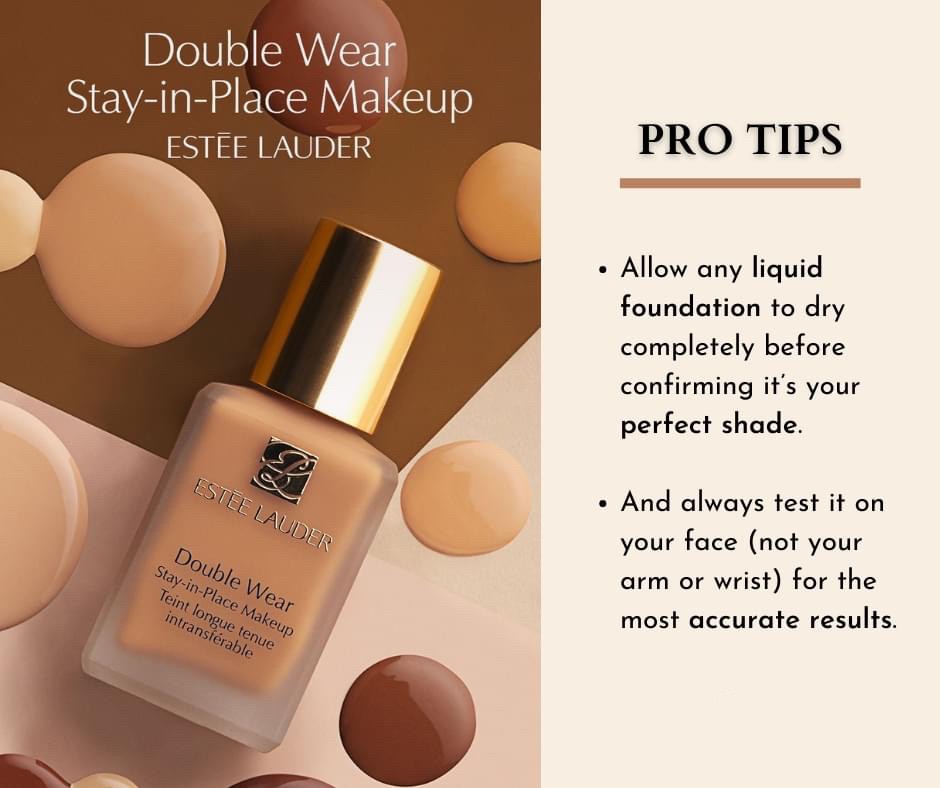 Double Wear
Stay-in-Place Makeup
ESTĒE LAUDER
ESTĒE LAUDER
Double Wear
Stay-in-Place Makeup
Teint longue tenue
intransférable
PRO TIPS
• Allow any liquid
foundation to dry
completely before
confirming it's your
perfect shade.
• And always test it on
your face (not your
arm or wrist) for the
most accurate results.